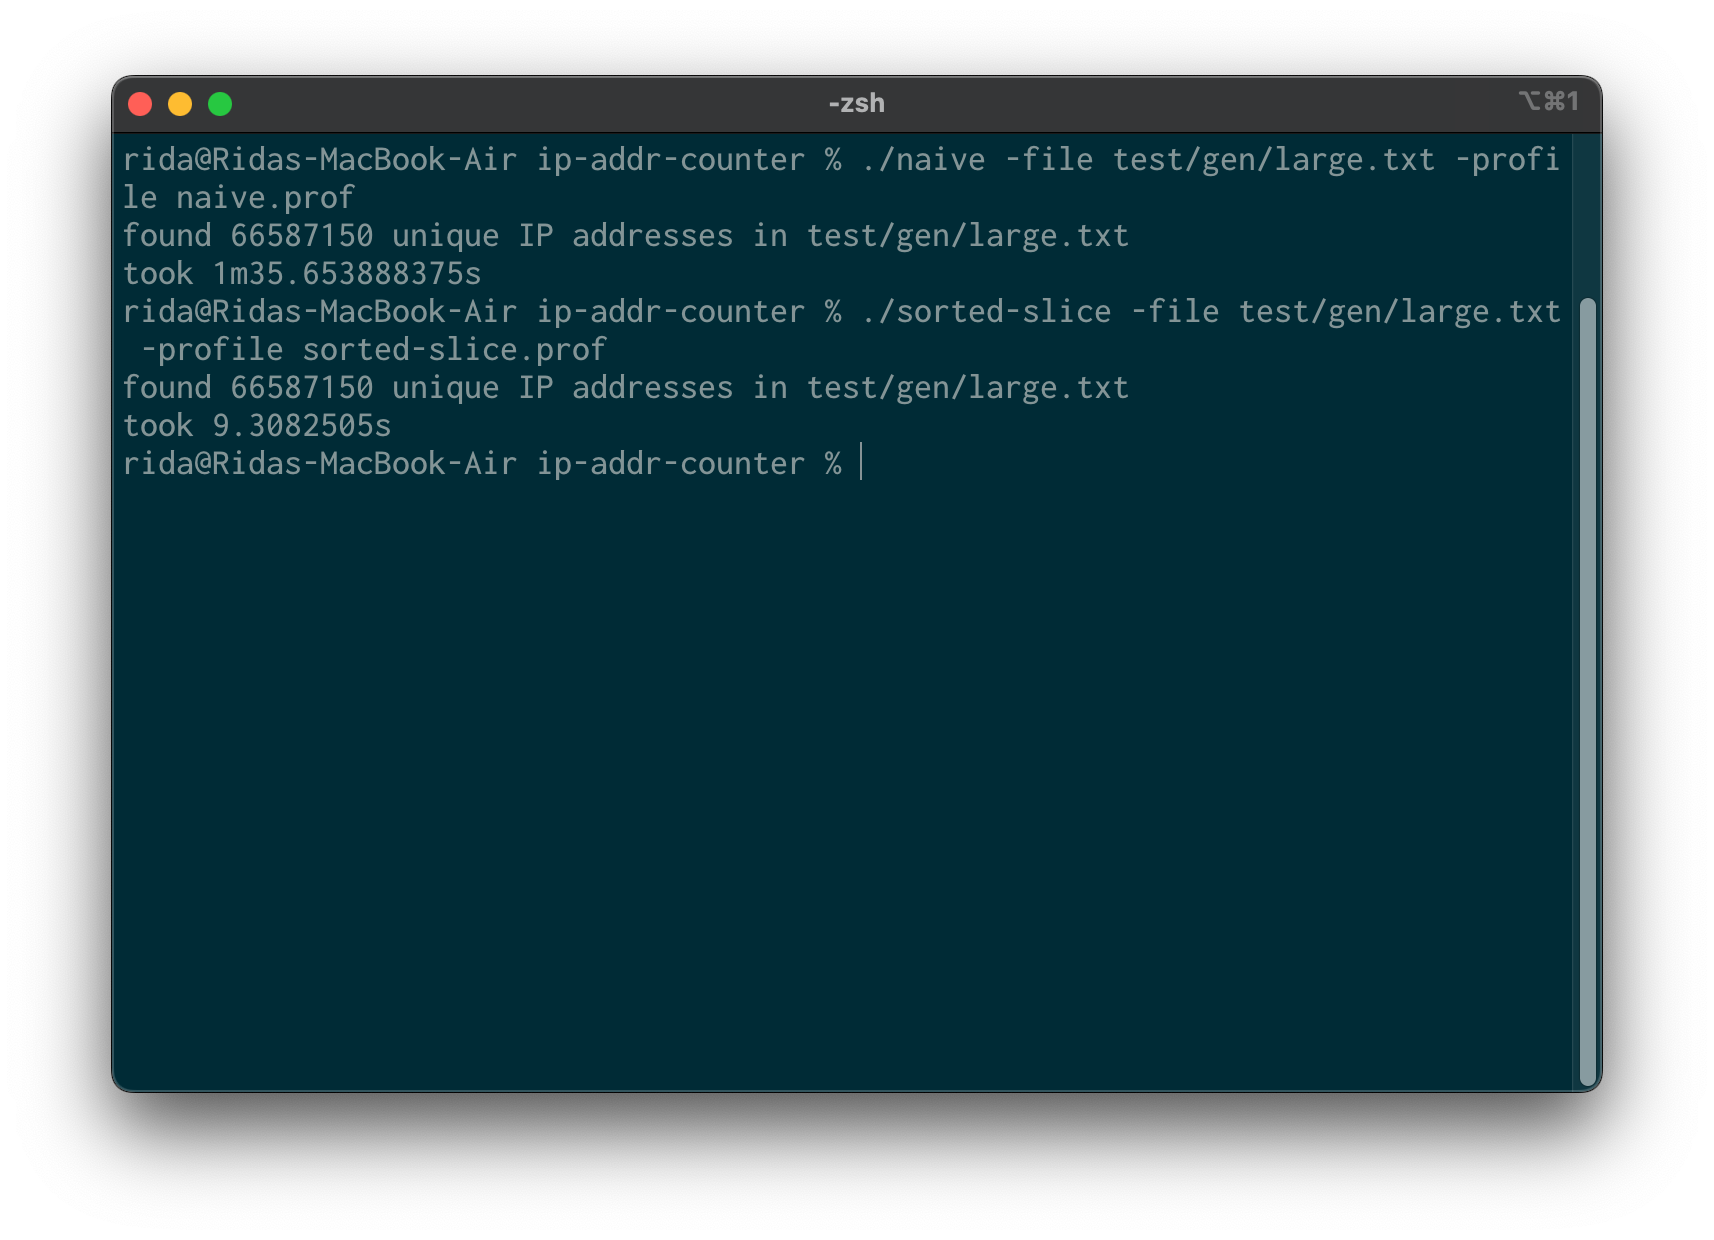 -zsh
⌥⌘1
rida@Ridas-MacBook-Air ip-addr-counter % ./naive -file test/gen/large.txt -profi
le naive.prof
found 66587150 unique IP addresses in test/gen/large.txt
took 1m35.653888375s
rida@Ridas-MacBook-Air ip-addr-counter % ./sorted-slice -file test/gen/large.txt
 -profile sorted-slice.prof
found 66587150 unique IP addresses in test/gen/large.txt
took 9.3082505s
rida@Ridas-MacBook-Air ip-addr-counter %